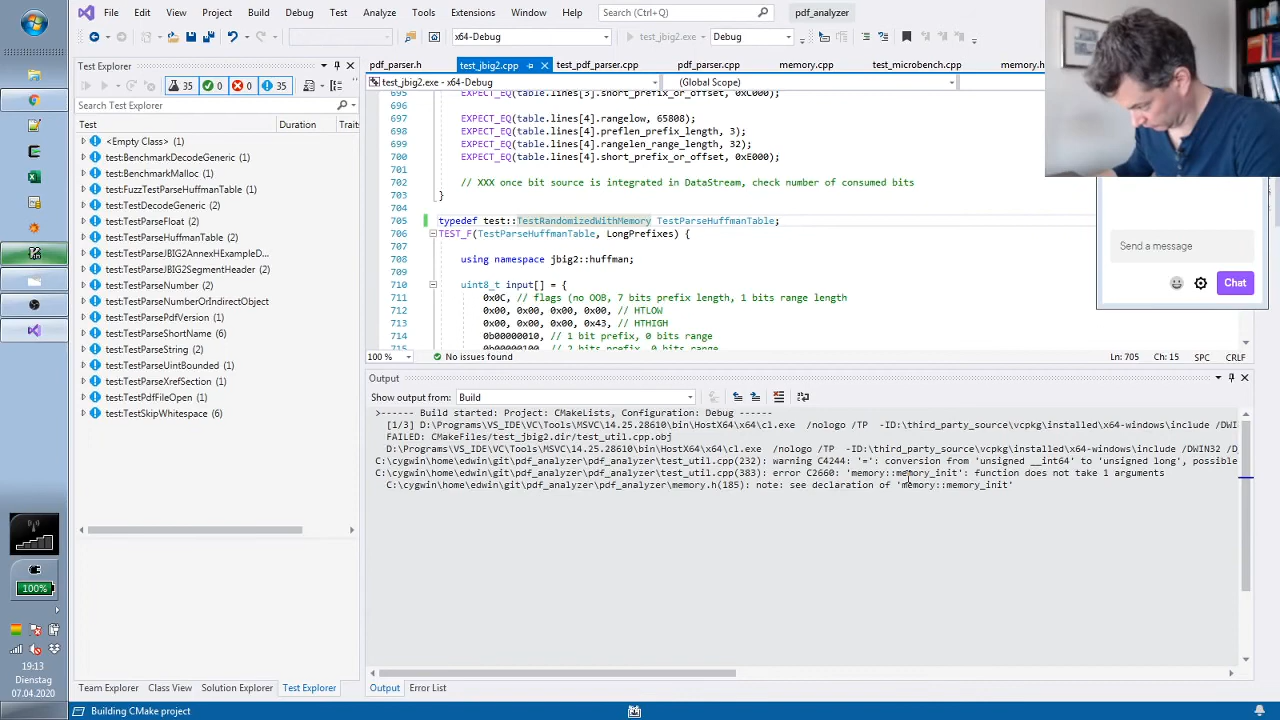 File Edit View Project Build Debug Test Analyze Tools Extensions Window Help Search (Ctrl+Q) pdf_analyzer
x64-Debug test_jbig2.exe Debug
Test Explorer
35 0 0 35
Search Test Explorer
Test Duration Traits
<Empty Class> (1)
test:BenchmarkDecodeGeneric (1)
test:BenchmarkMalloc (1)
test:FuzzTestParseHuffmanTable (1)
test:TestDecodeGeneric (2)
test:TestParseFloat (2)
test:TestParseHuffmanTable (2)
test:TestParseJBIG2AnnexHExampleD...
test:TestParseJBIG2SegmentHeader (2)
test:TestParseNumber (2)
test:TestParseNumberOrIndirectObject
test:TestParsePdfVersion (1)
test:TestParseShortName (6)
test:TestParseString (2)
test:TestParseUintBounded (1)
test:TestParseXrefSection (1)
test:TestPdfFileOpen (1)
test:TestSkipWhitespace (6)
Team Explorer Class View Solution Explorer Test Explorer
pdf_parser.h test_jbig2.cpp test_pdf_parser.cpp memory.cpp test_microbench.cpp memory.h
test_jbig2.exe - x64-Debug (Global Scope)
695 EXPECT_EQ(table.lines[3].short_prefix_or_offset, 0xC000);
696
697 EXPECT_EQ(table.lines[4].rangelow, 65808);
698 EXPECT_EQ(table.lines[4].preflen_prefix_length, 3);
699 EXPECT_EQ(table.lines[4].rangelen_range_length, 32);
700 EXPECT_EQ(table.lines[4].short_prefix_or_offset, 0xE000);
701
702 // XXX once bit source is integrated in DataStream, check number of consumed bits
703 }
704
705 typedef test::TestRandomizedWithMemory TestParseHuffmanTable;
706 TEST_F(TestParseHuffmanTable, LongPrefixes) {
707
708 using namespace jbig2::huffman;
709
710 uint8_t input[] = {
711 0x0C, // flags (no OOB, 7 bits prefix length, 1 bits range length
712 0x00, 0x00, 0x00, 0x00, // HTLOW
713 0x00, 0x00, 0x00, 0x43, // HTHIGH
714 0b00000010, // 1 bit prefix, 0 bits range
715 0b00000100, // 2 bits prefix, 0 bits range
100 % No issues found Ln: 705 Ch: 15 SPC CRLF
Output
Show output from: Build
>------ Build started: Project: CMakeLists, Configuration: Debug ------
[1/3] D:\Programs\VS_IDE\VC\Tools\MSVC\14.25.28610\bin\HostX64\x64\cl.exe /nologo /TP -ID:\third_party_source\vcpkg\installed\x64-windows\include /DWIN
FAILED: CMakeFiles/test_jbig2.dir/test_util.cpp.obj
D:\Programs\VS_IDE\VC\Tools\MSVC\14.25.28610\bin\HostX64\x64\cl.exe /nologo /TP -ID:\third_party_source\vcpkg\installed\x64-windows\include /DWIN32 /D
C:\cygwin\home\edwin\git\pdf_analyzer\pdf_analyzer\test_util.cpp(232): warning C4244: '=': conversion from 'unsigned __int64' to 'unsigned long', possible
C:\cygwin\home\edwin\git\pdf_analyzer\pdf_analyzer\test_util.cpp(383): error C2660: 'memory::memory_init': function does not take 1 arguments
C:\cygwin\home\edwin\git\pdf_analyzer\pdf_analyzer\memory.h(185): note: see declaration of 'memory::memory_init'
Output Error List
Building CMake project
Send a message
Chat
100%
19:13
Dienstag
07.04.2020